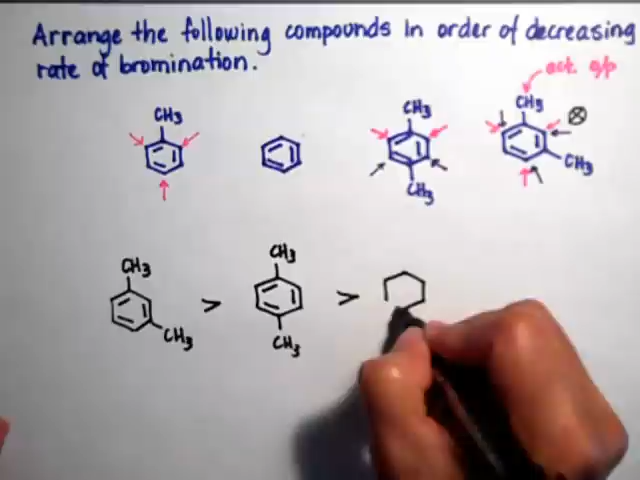 Arrange the following compounds in order of decreasing
rate of bromination.
act. o/p
CH3 CH3 CH3
CH3 CH3
CH3 CH3
> >
CH3 CH3